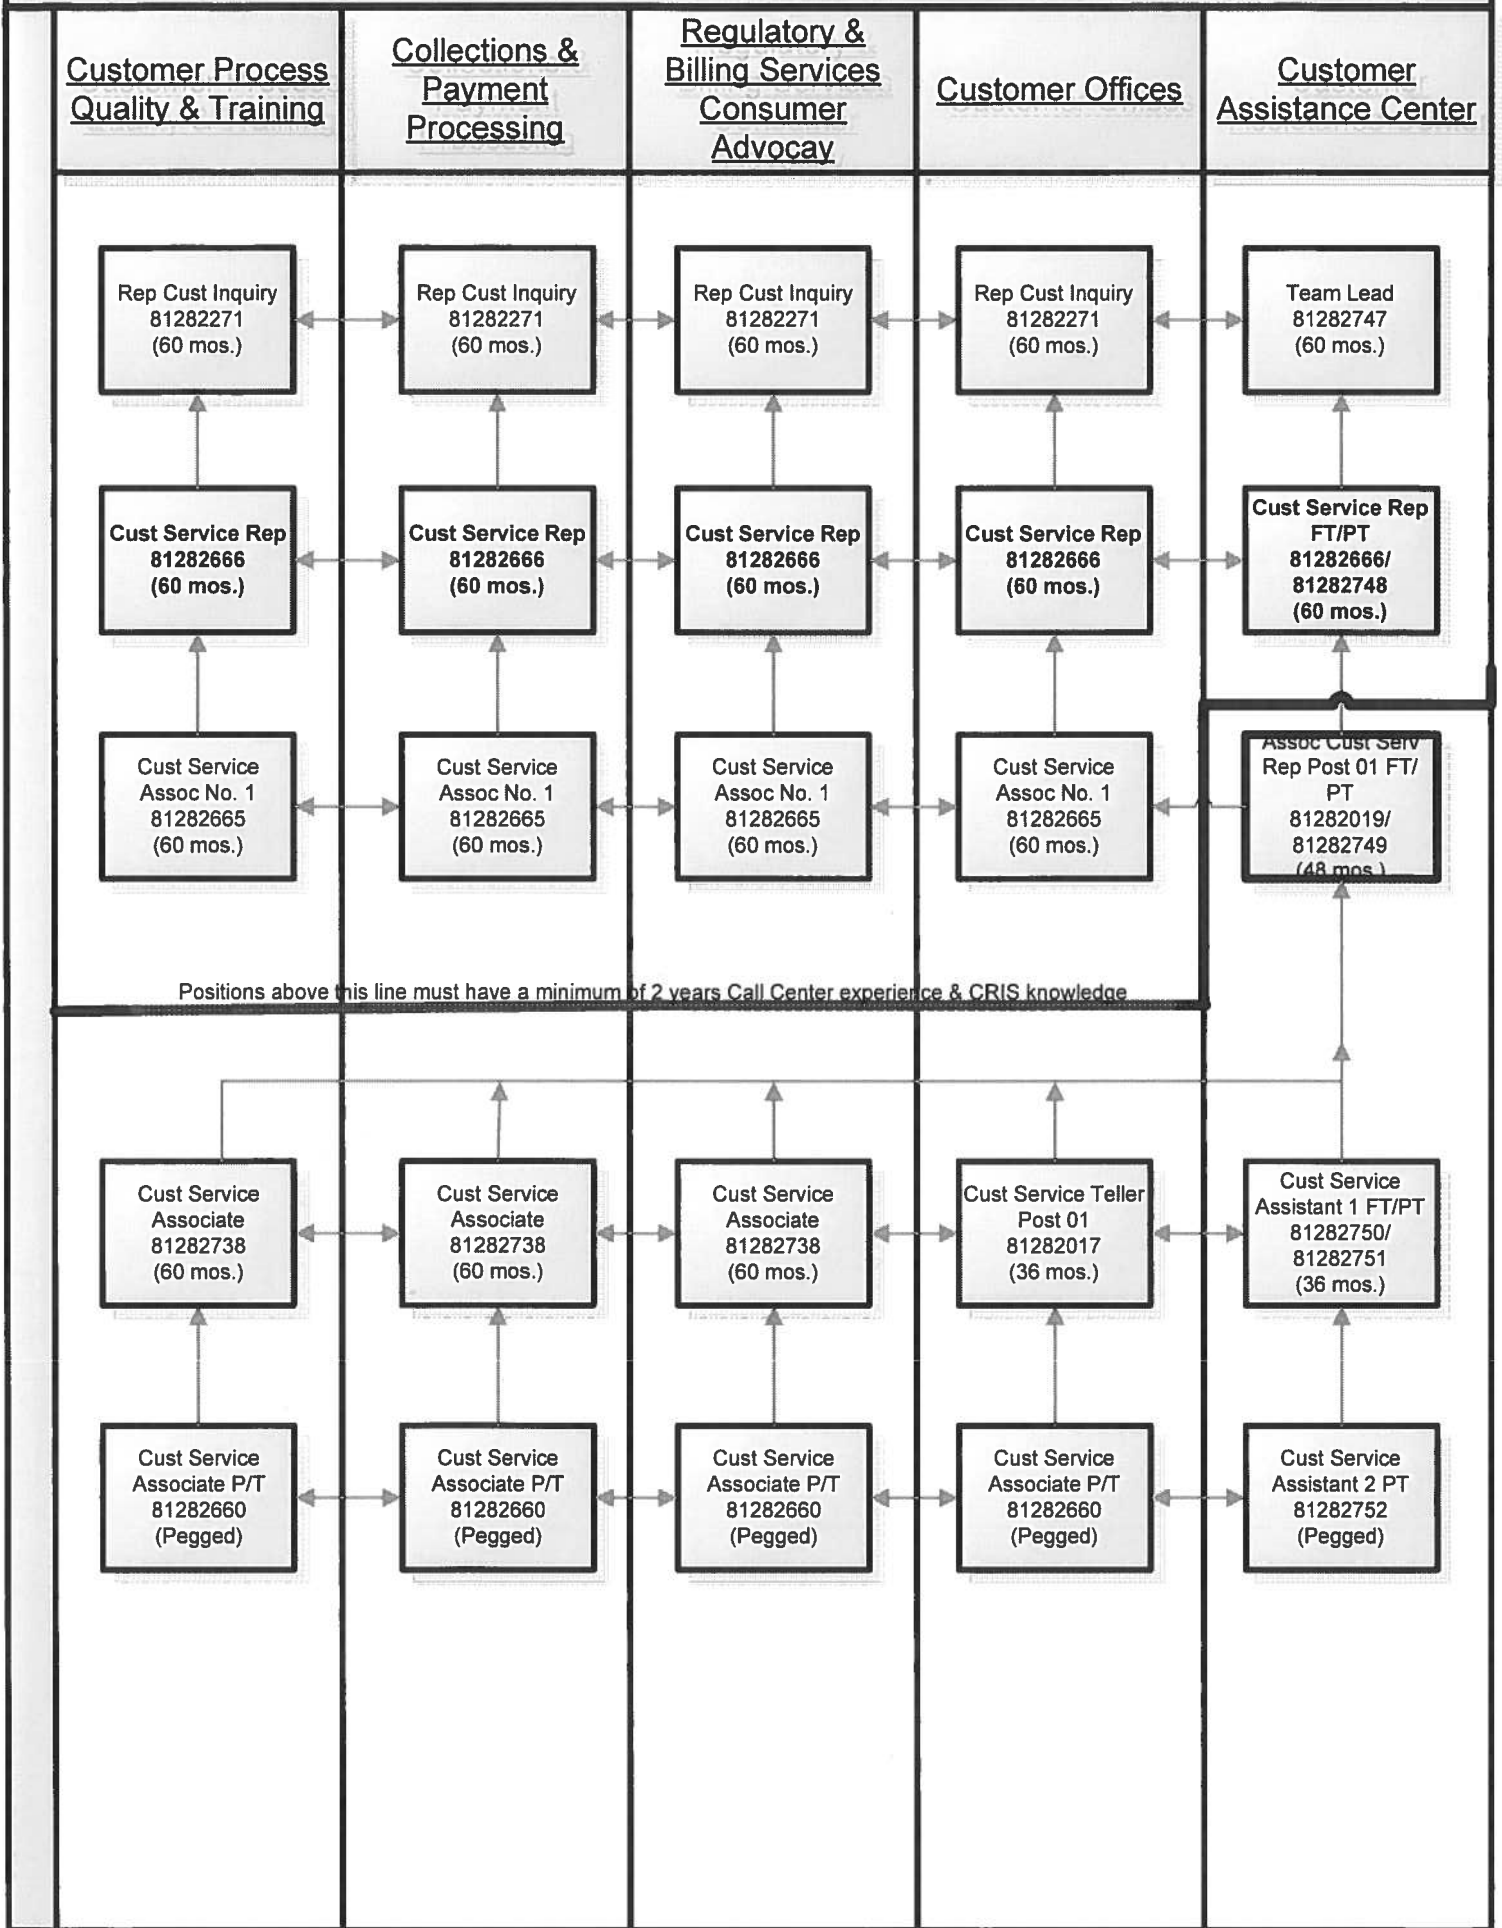 Customer Process
Quality & Training
Collections &
Payment
Processing
Regulatory &
Billing Services
Consumer
Advocay
Customer Offices
Customer
Assistance Center
Rep Cust Inquiry
81282271
(60 mos.)
Rep Cust Inquiry
81282271
(60 mos.)
Rep Cust Inquiry
81282271
(60 mos.)
Rep Cust Inquiry
81282271
(60 mos.)
Team Lead
81282747
(60 mos.)
Cust Service Rep
81282666
(60 mos.)
Cust Service Rep
81282666
(60 mos.)
Cust Service Rep
81282666
(60 mos.)
Cust Service Rep
81282666
(60 mos.)
Cust Service Rep
FT/PT
81282666/
81282748
(60 mos.)
Cust Service
Assoc No. 1
81282665
(60 mos.)
Cust Service
Assoc No. 1
81282665
(60 mos.)
Cust Service
Assoc No. 1
81282665
(60 mos.)
Cust Service
Assoc No. 1
81282665
(60 mos.)
Assoc Cust Serv
Rep Post 01 FT/
PT
81282019/
81282749
(48 mos.)
Positions above this line must have a minimum of 2 years Call Center experience & CRIS knowledge
Cust Service
Associate
81282738
(60 mos.)
Cust Service
Associate
81282738
(60 mos.)
Cust Service
Associate
81282738
(60 mos.)
Cust Service Teller
Post 01
81282017
(36 mos.)
Cust Service
Assistant 1 FT/PT
81282750/
81282751
(36 mos.)
Cust Service
Associate P/T
81282660
(Pegged)
Cust Service
Associate P/T
81282660
(Pegged)
Cust Service
Associate P/T
81282660
(Pegged)
Cust Service
Associate P/T
81282660
(Pegged)
Cust Service
Assistant 2 PT
81282752
(Pegged)